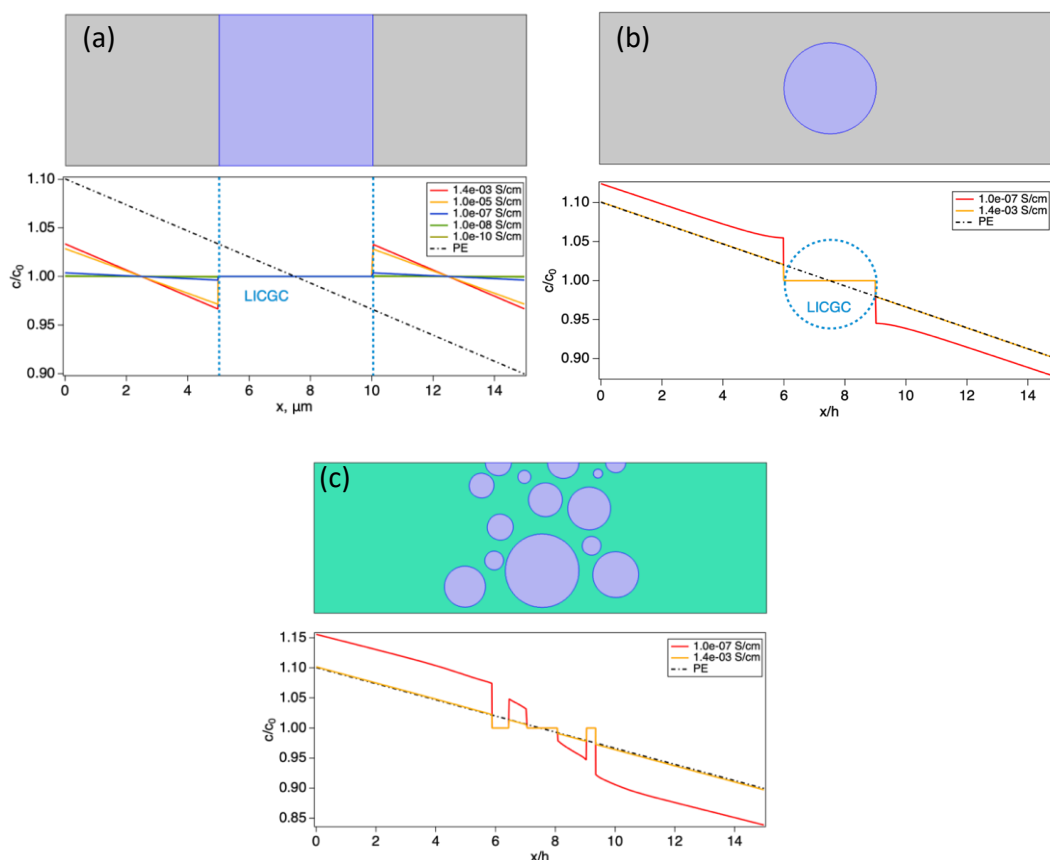 (a)
1.10
1.05
1.00
0.95
0.90
c/c₀
1.4e-03 S/cm
1.0e-05 S/cm
1.0e-07 S/cm
1.0e-08 S/cm
1.0e-10 S/cm
PE
LICGC
0 2 4 6 8 10 12 14
x, μm
(b)
1.10
1.05
1.00
0.95
0.90
c/c₀
1.0e-07 S/cm
1.4e-03 S/cm
PE
LICGC
0 2 4 6 8 10 12 14
x/h
(c)
1.15
1.10
1.05
1.00
0.95
0.90
0.85
c/c₀
1.0e-07 S/cm
1.4e-03 S/cm
PE
0 2 4 6 8 10 12 14
x/h